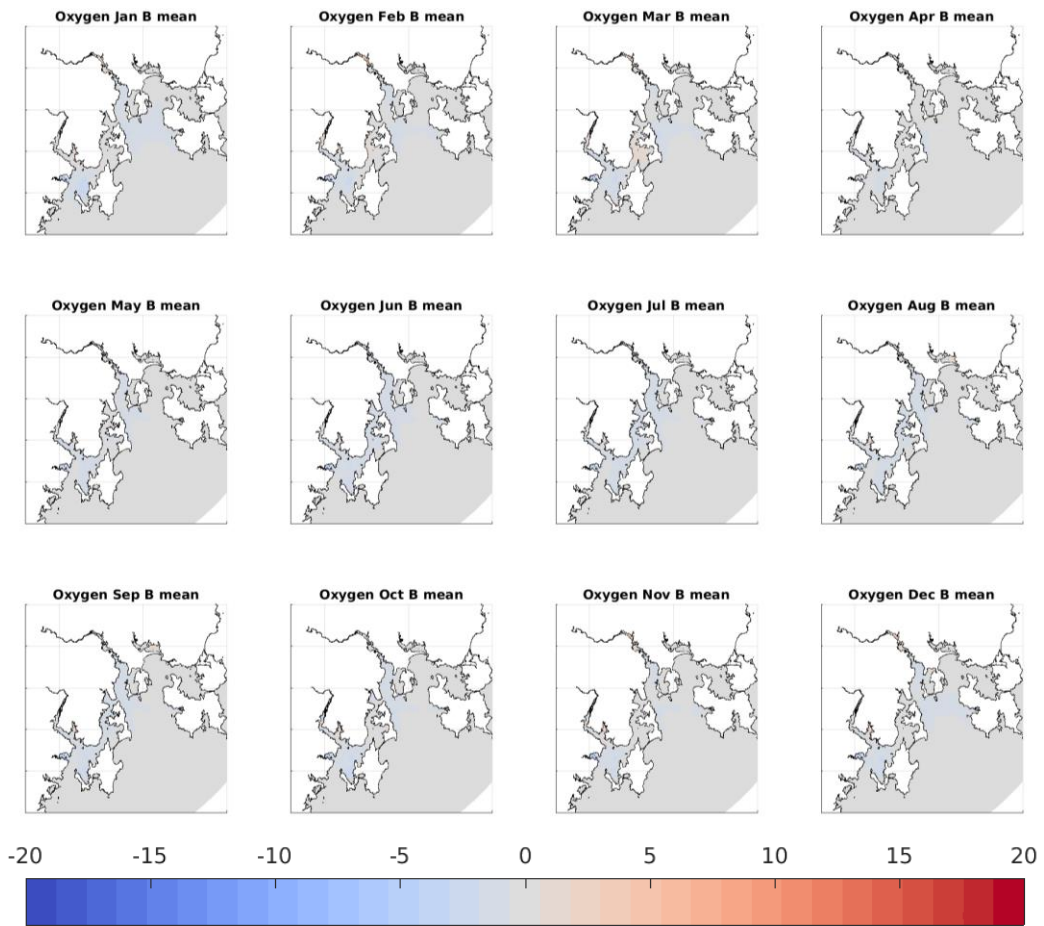 Oxygen Jan B mean
Oxygen Feb B mean
Oxygen Mar B mean
Oxygen Apr B mean
Oxygen May B mean
Oxygen Jun B mean
Oxygen Jul B mean
Oxygen Aug B mean
Oxygen Sep B mean
Oxygen Oct B mean
Oxygen Nov B mean
Oxygen Dec B mean
-20 -15 -10 -5 0 5 10 15 20